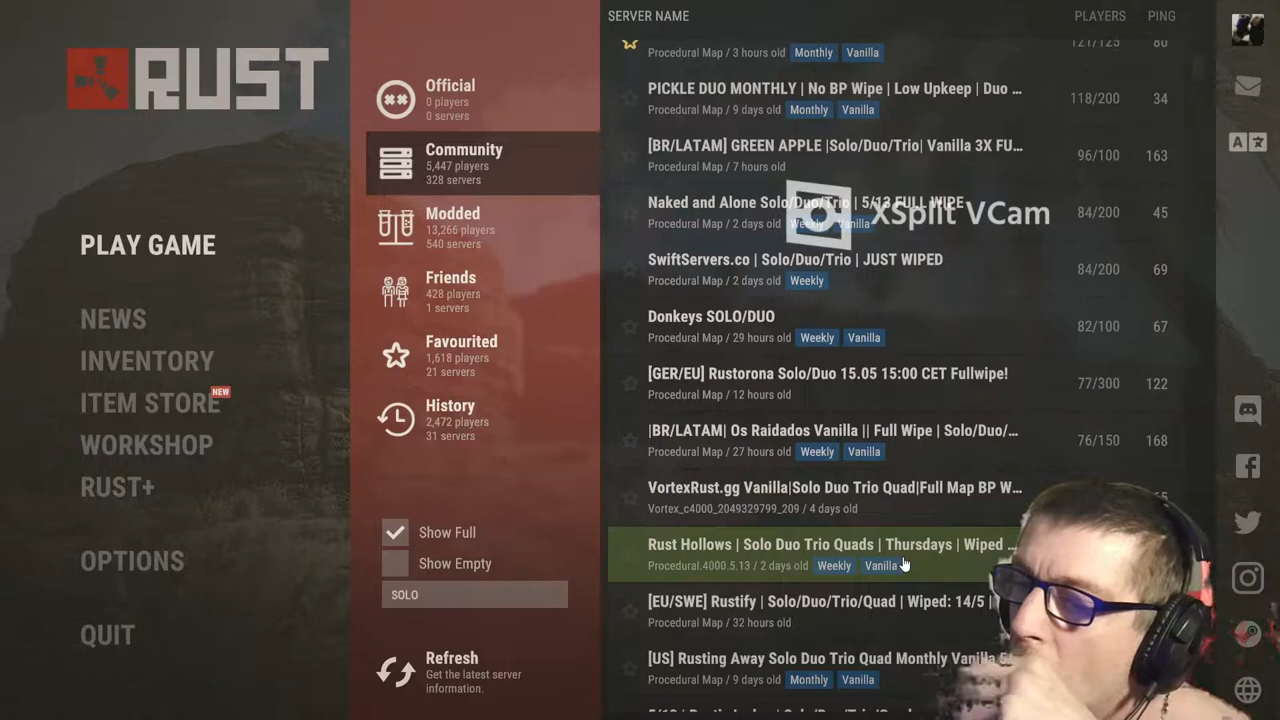 RUST
PLAY GAME
NEWS
INVENTORY
ITEM STORE
NEW
WORKSHOP
RUST+
OPTIONS
QUIT
Official
0 players
0 servers
Community
5,447 players
328 servers
Modded
13,266 players
540 servers
Friends
428 players
1 servers
Favourited
1,618 players
21 servers
History
2,472 players
31 servers
Show Full
Show Empty
SOLO
Refresh
Get the latest server
information.
SERVER NAME PLAYERS PING
Procedural Map / 3 hours old Monthly Vanilla 121/125 80
PICKLE DUO MONTHLY | No BP Wipe | Low Upkeep | Duo ...
Procedural Map / 9 days old Monthly Vanilla
118/200 34
[BR/LATAM] GREEN APPLE |Solo/Duo/Trio| Vanilla 3X FU...
Procedural Map / 7 hours old
96/100 163
Naked and Alone Solo/Duo/Trio | 5/13 FULL WIPE
Procedural Map / 2 days old Weekly Vanilla
84/200 45
XSplit VCam
SwiftServers.co | Solo/Duo/Trio | JUST WIPED
Procedural Map / 2 days old Weekly
84/200 69
Donkeys SOLO/DUO
Procedural Map / 29 hours old Weekly Vanilla
82/100 67
[GER/EU] Rustorona Solo/Duo 15.05 15:00 CET Fullwipe!
Procedural Map / 12 hours old
77/300 122
|BR/LATAM| Os Raidados Vanilla || Full Wipe | Solo/Duo/...
Procedural Map / 27 hours old Weekly Vanilla
76/150 168
VortexRust.gg Vanilla|Solo Duo Trio Quad|Full Map BP W...
Vortex_c4000_2049329799_209 / 4 days old
Rust Hollows | Solo Duo Trio Quads | Thursdays | Wiped ...
Procedural.4000.5.13 / 2 days old Weekly Vanilla
[EU/SWE] Rustify | Solo/Duo/Trio/Quad | Wiped: 14/5 |
Procedural Map / 32 hours old
[US] Rusting Away Solo Duo Trio Quad Monthly Vanilla
Procedural Map / 9 days old Monthly Vanilla